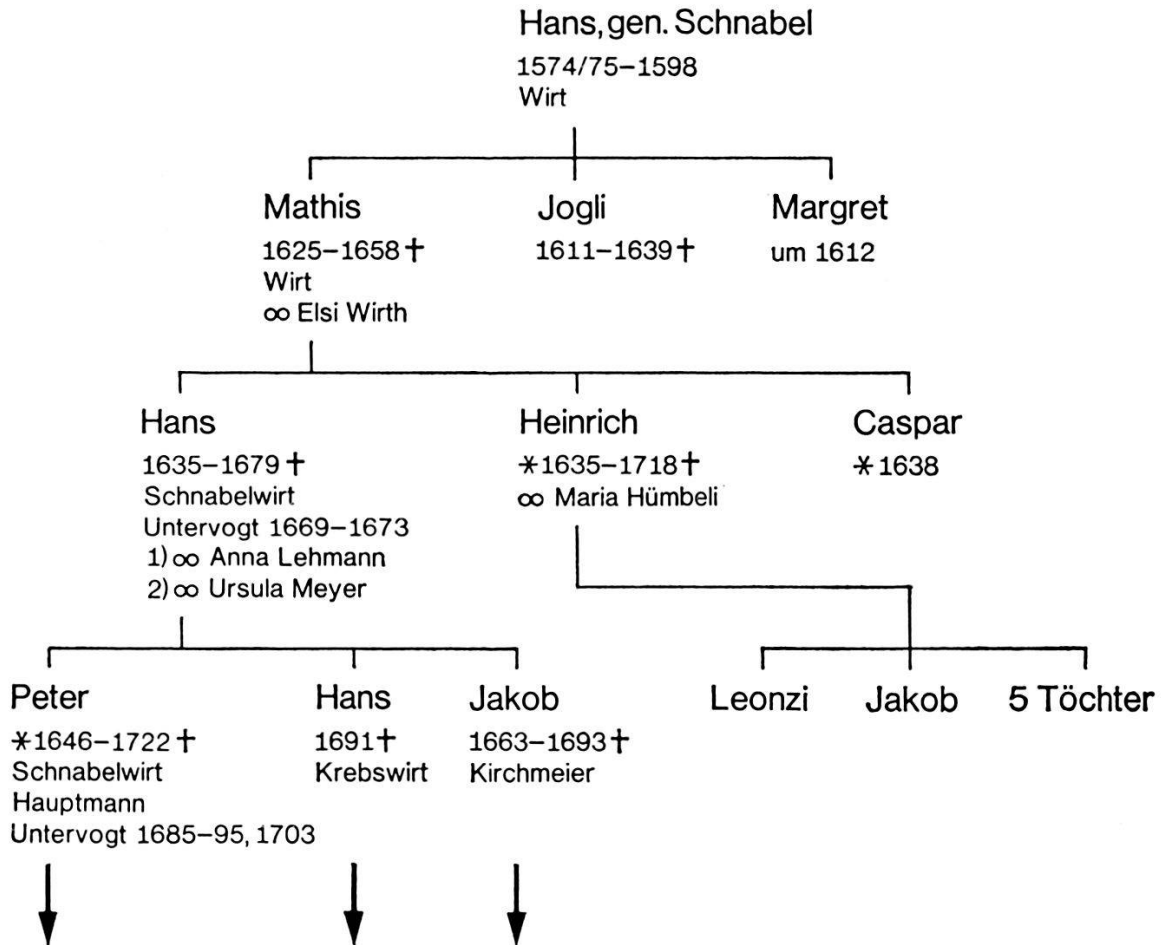 Hans, gen. Schnabel
1574/75–1598
Wirt
Mathis
1625–1658 †
Wirt
∞ Elsi Wirth
Jogli
1611–1639 †
Margret
um 1612
Hans
1635–1679 †
Schnabelwirt
Untervogt 1669–1673
1) ∞ Anna Lehmann
2) ∞ Ursula Meyer
Heinrich
*1635–1718 †
∞ Maria Hümbeli
Caspar
*1638
Peter
*1646–1722 †
Schnabelwirt
Hauptmann
Untervogt 1685–95, 1703
Hans
1691 †
Krebswirt
Jakob
1663–1693 †
Kirchmeier
Leonzi
Jakob
5 Töchter